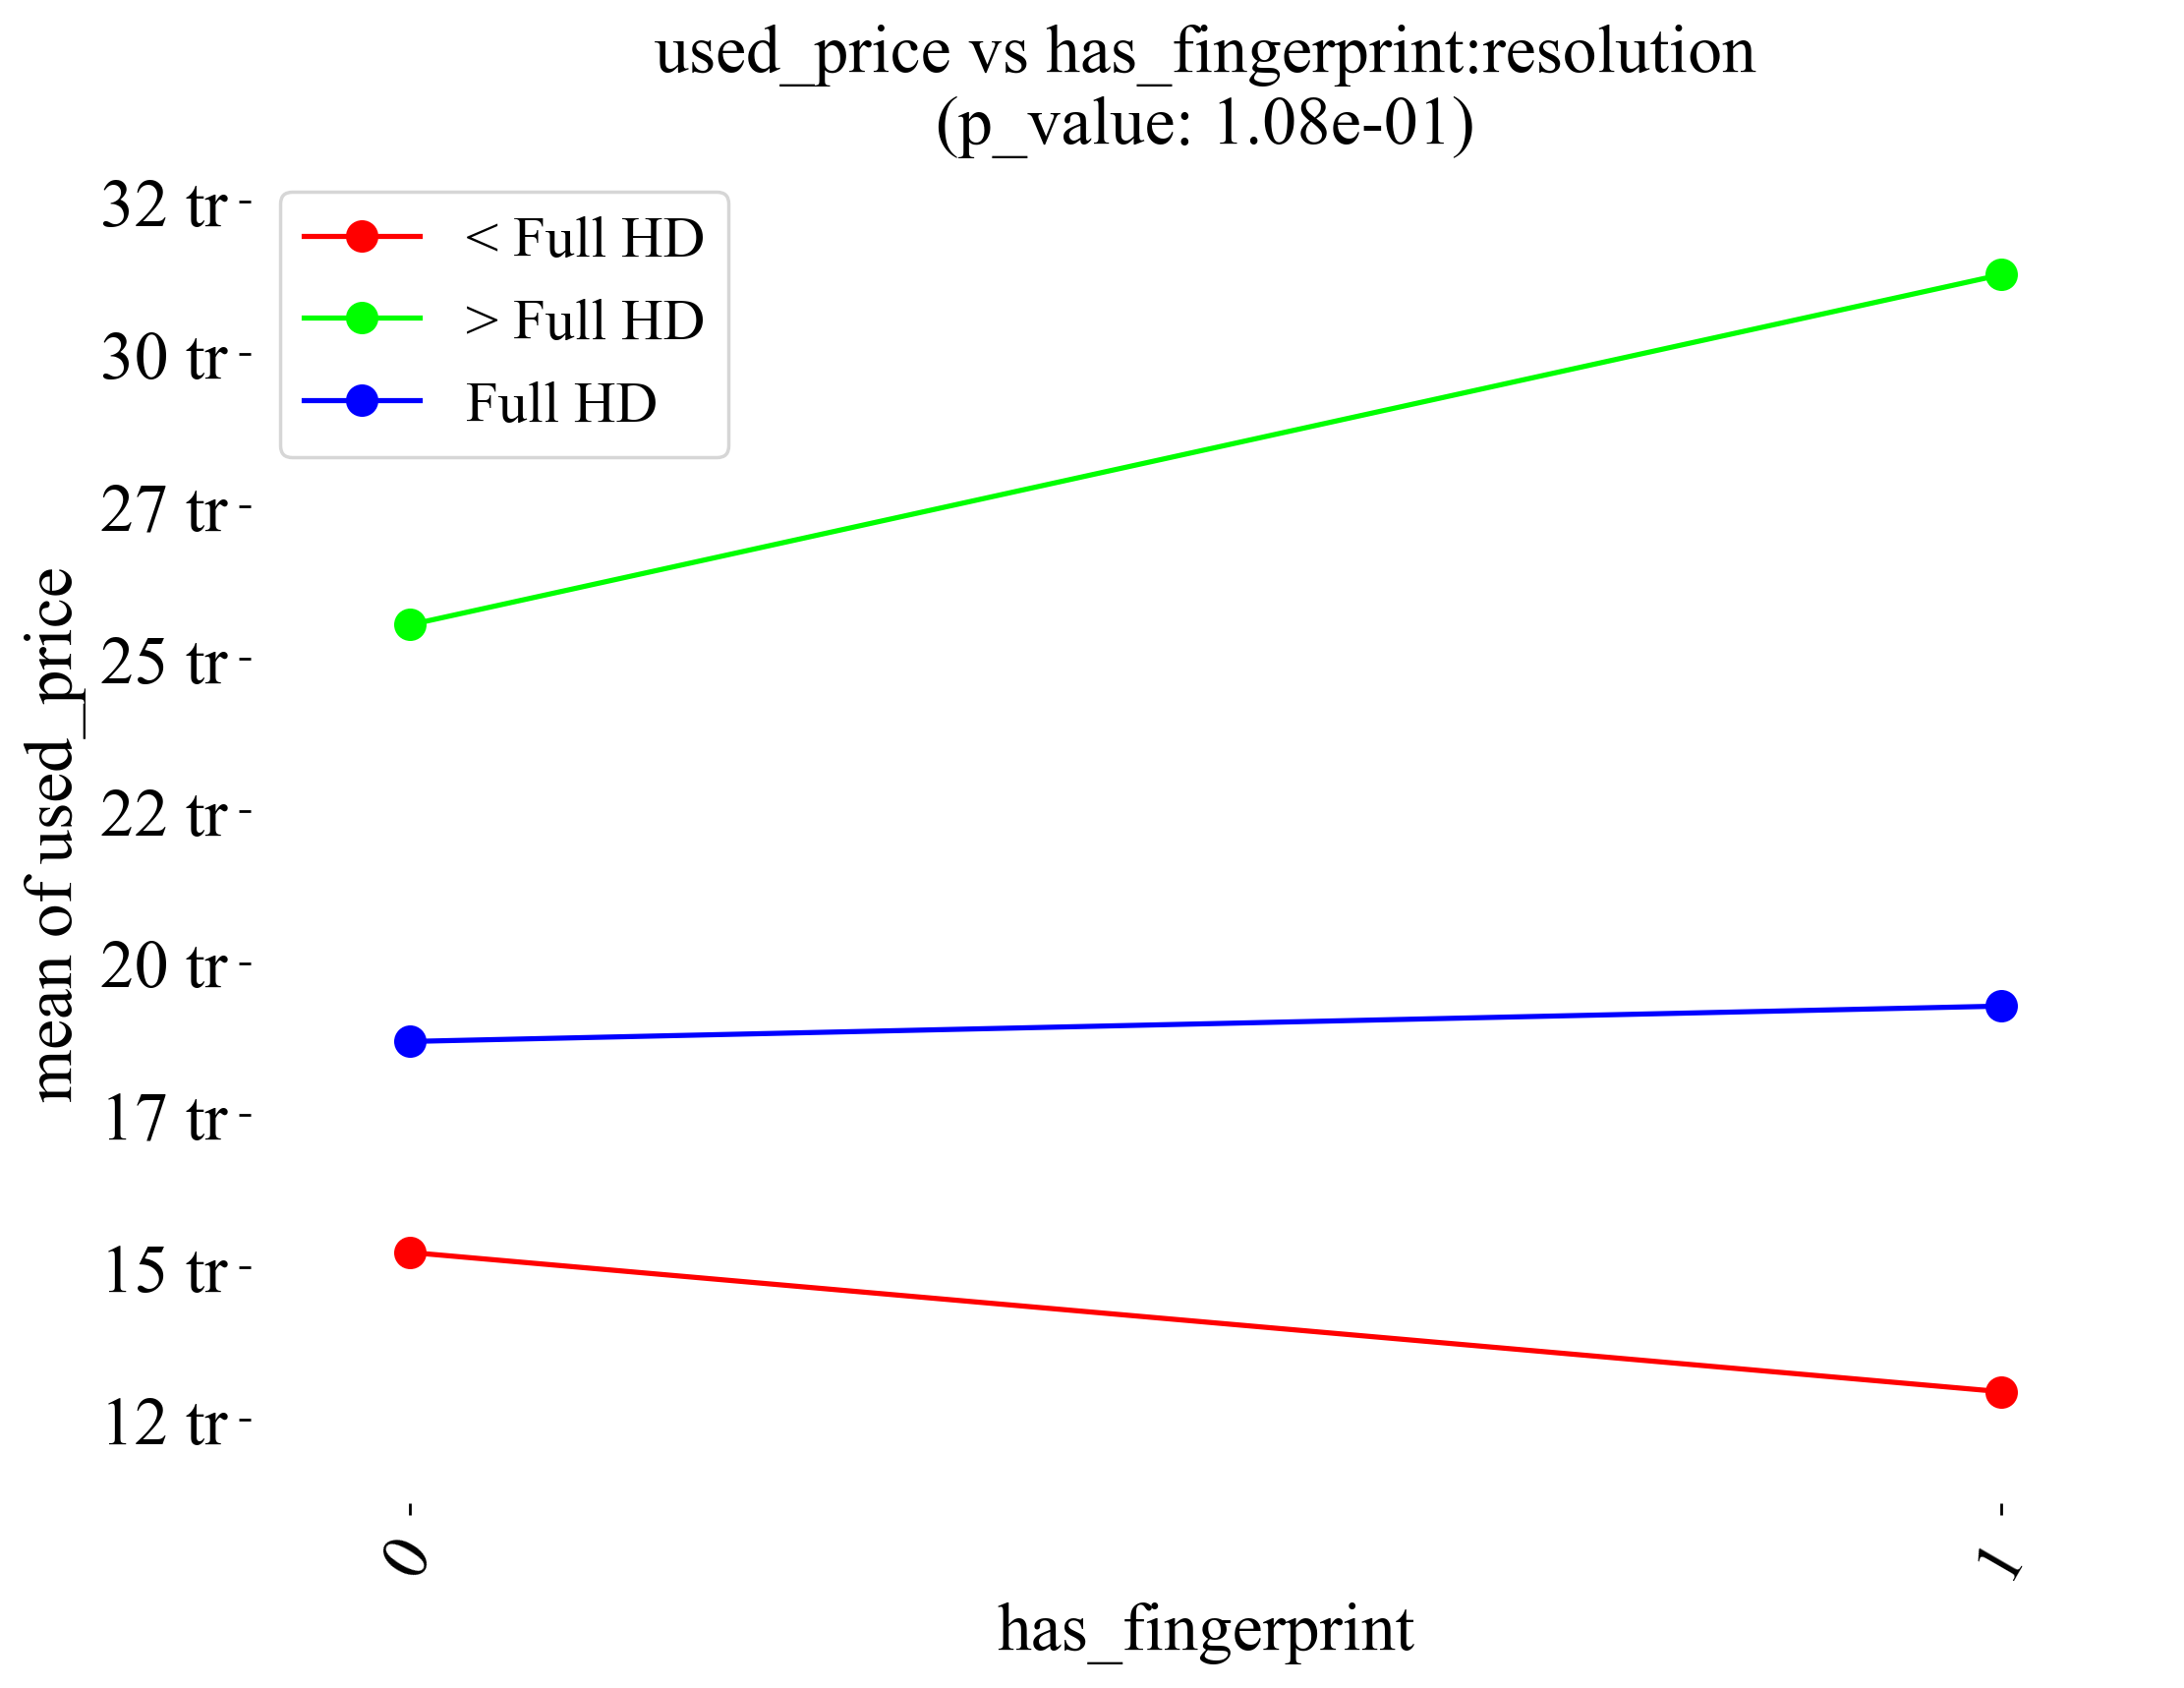 used_price vs has_fingerprint:resolution
(p_value: 1.08e-01)
< Full HD
> Full HD
Full HD
32 tr
30 tr
27 tr
25 tr
22 tr
20 tr
17 tr
15 tr
12 tr
mean of used_price
0
1
has_fingerprint